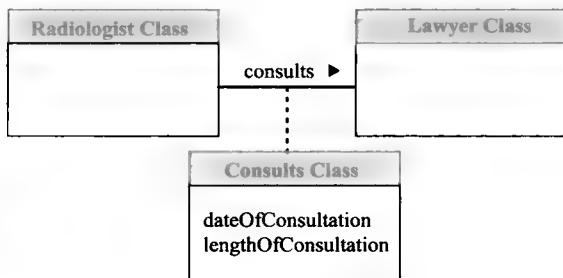 Radiologist Class
Lawyer Class
consults ▶
Consults Class
dateOfConsultation
lengthOfConsultation